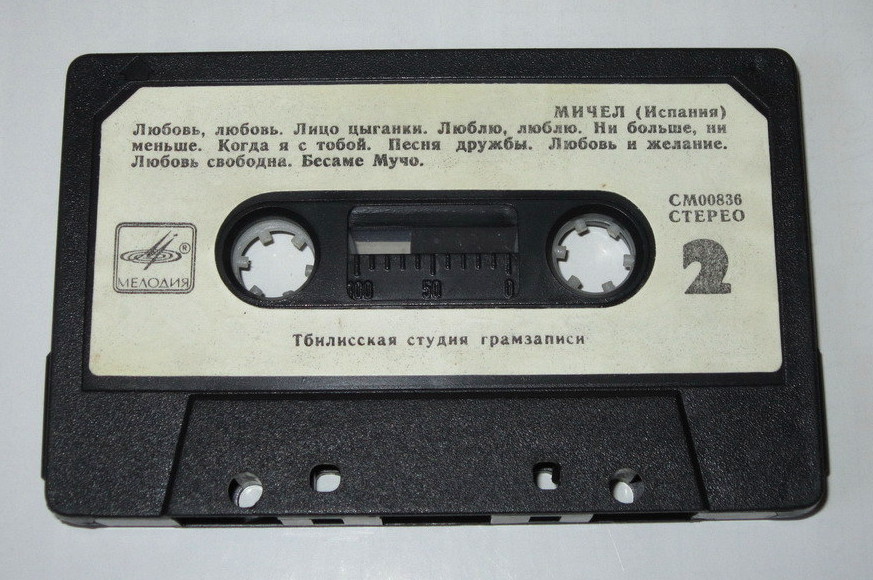 МИЧЕЛ (Испания)
Любовь, любовь. Лицо цыганки. Люблю, люблю. Ни больше, ни
меньше. Когда я с тобой. Песня дружбы. Любовь и желание.
Любовь свободна. Бесаме Мучо.
СМ00836
СТЕРЕО
®
МЕЛОДИЯ
2
100 50 0
Тбилисская студия грамзаписи